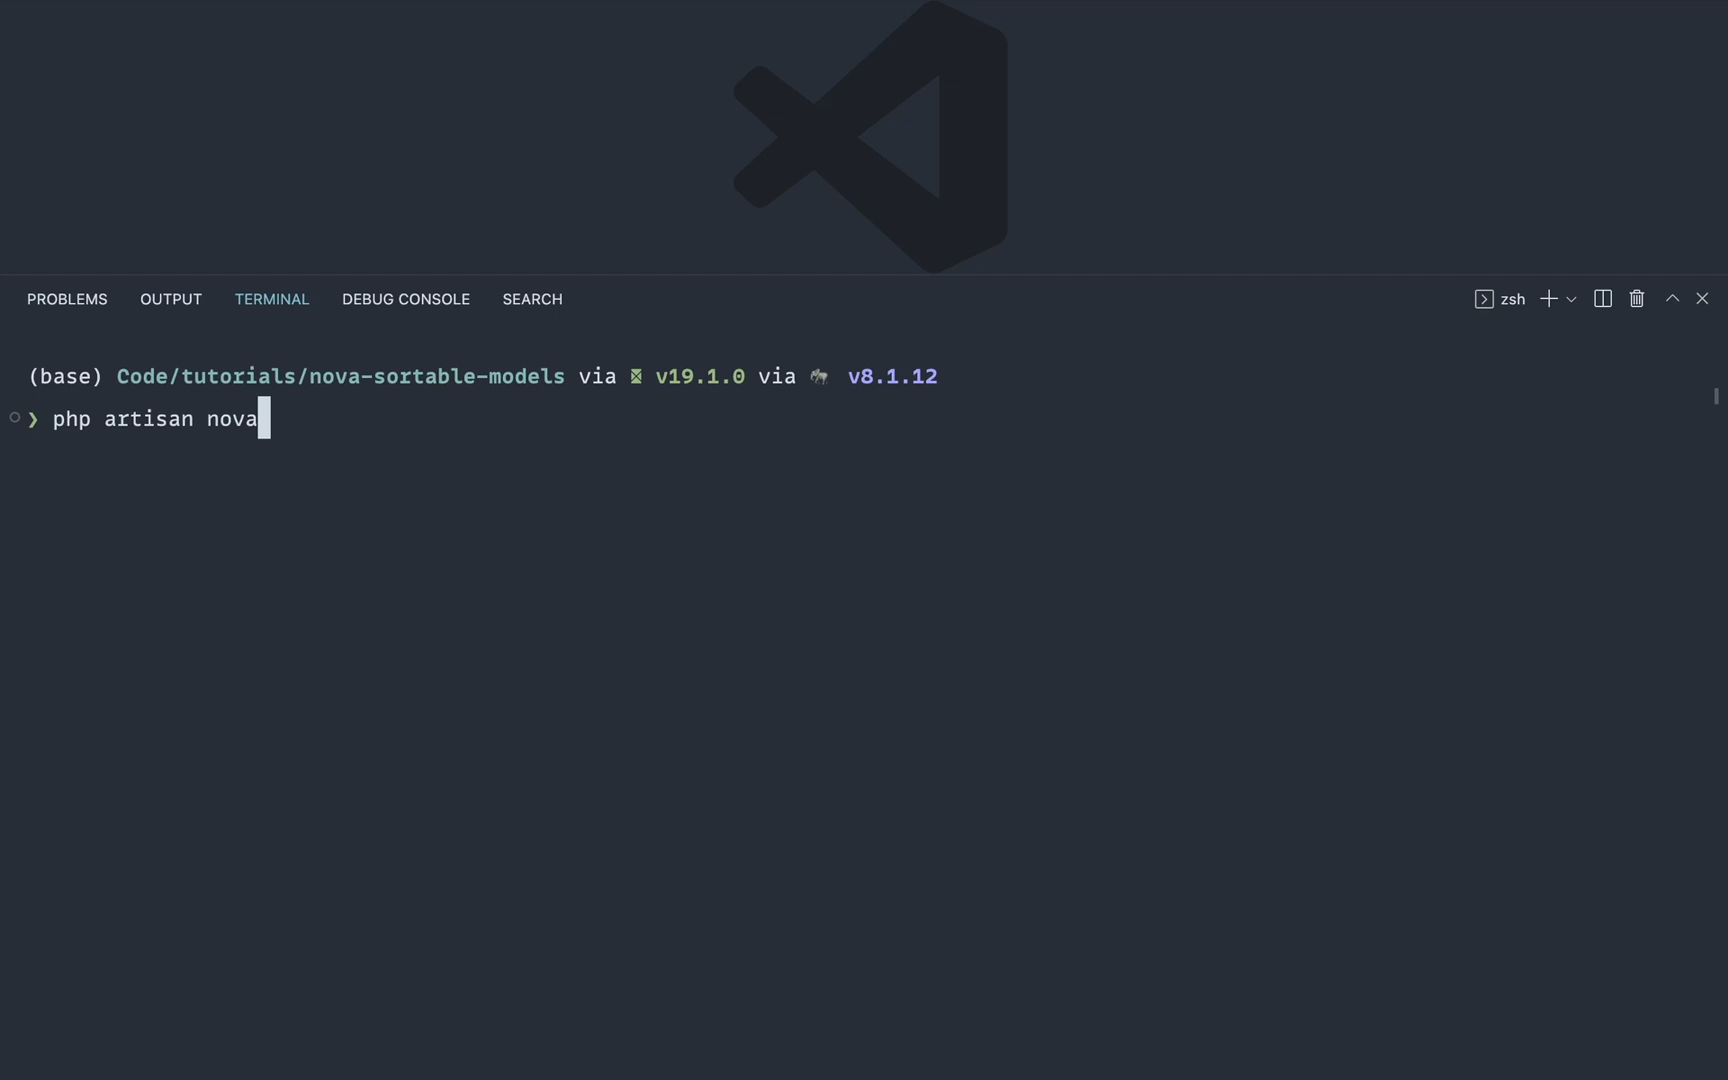 PROBLEMS OUTPUT TERMINAL DEBUG CONSOLE SEARCH zsh
(base) Code/tutorials/nova-sortable-models via v19.1.0 via v8.1.12
❯ php artisan nova